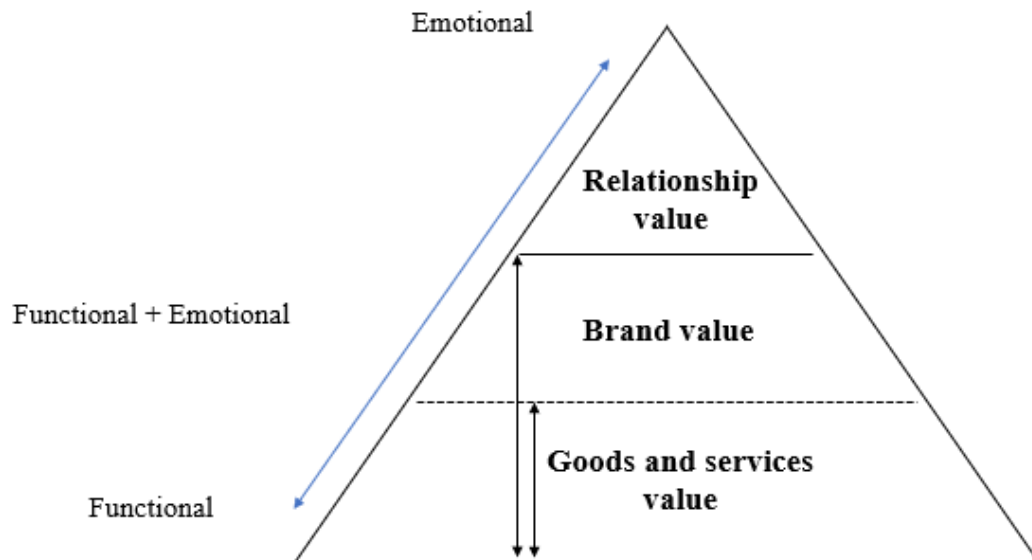 Emotional
Relationship
value
Functional + Emotional
Brand value
Goods and services
value
Functional